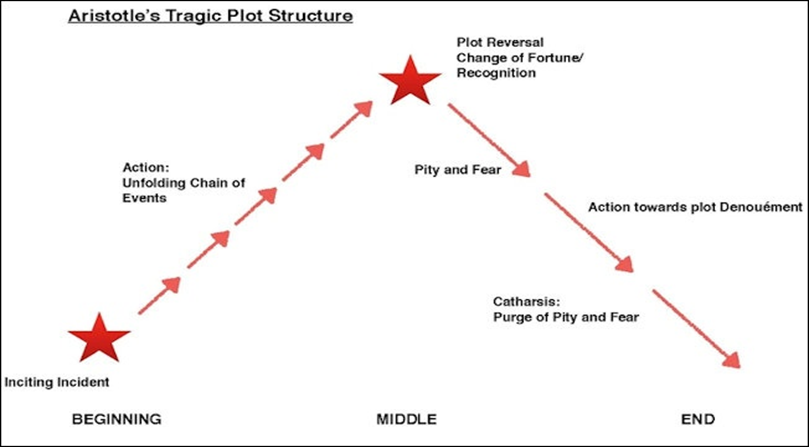 Aristotle's Tragic Plot Structure
Plot Reversal
Change of Fortune/
Recognition
Action:
Unfolding Chain of
Events
Pity and Fear
Action towards plot Denouément
Catharsis:
Purge of Pity and Fear
Inciting Incident
BEGINNING
MIDDLE
END